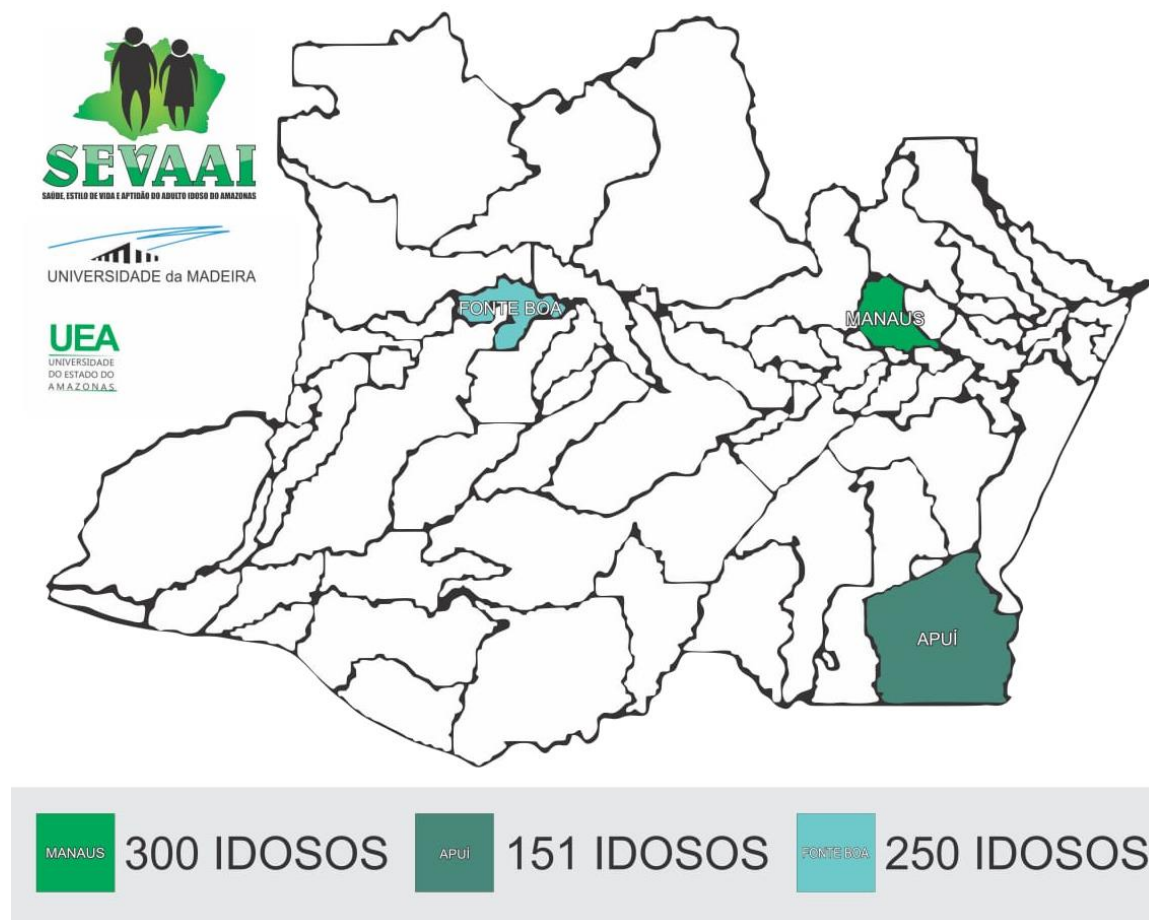 SEVAAI
SAÚDE, ESTILO DE VIDA E APTIDÃO DO ADULTO IDOSO DO AMAZONAS
UNIVERSIDADE da MADEIRA
UEA
UNIVERSIDADE
DO ESTADO DO
AMAZONAS
FONTE BOA
MANAUS
APUÍ
MANAUS 300 IDOSOS
APUÍ 151 IDOSOS
FONTE BOA 250 IDOSOS